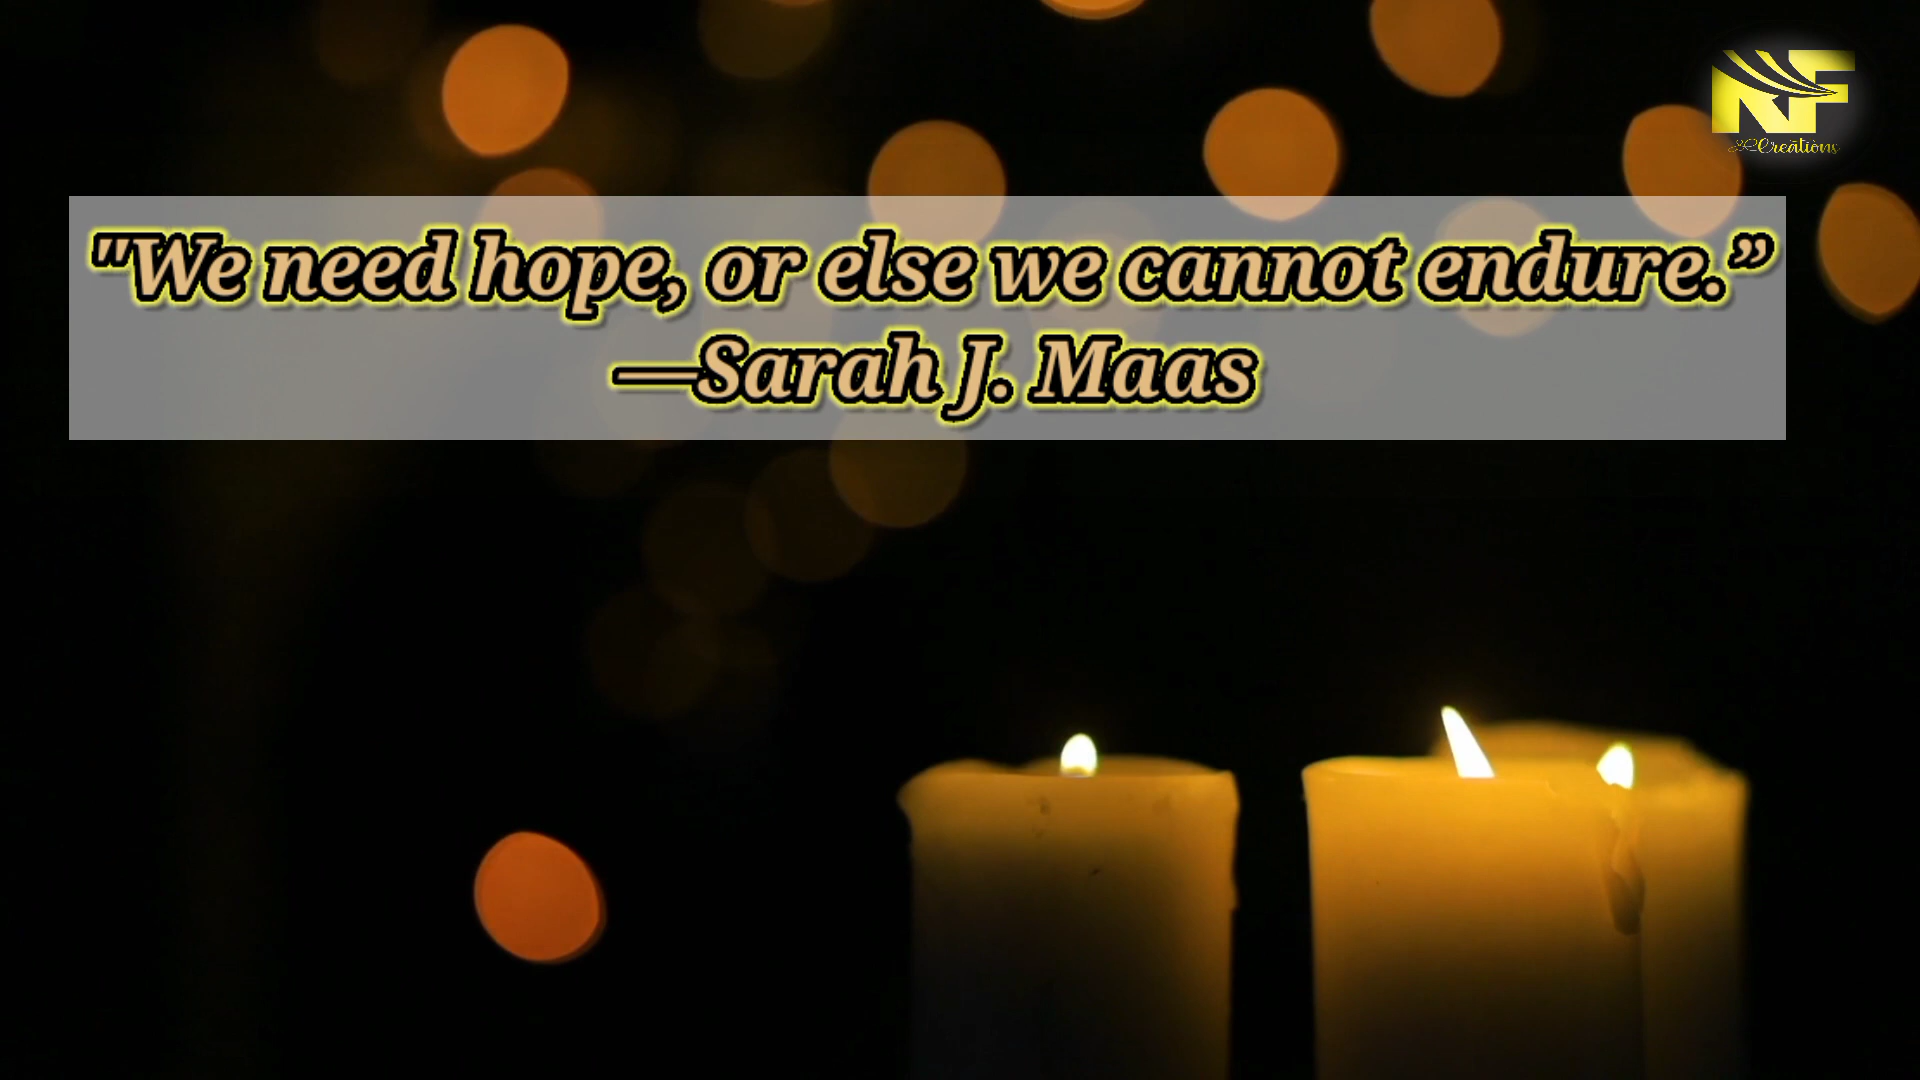 NF
Creations
"We need hope, or else we cannot endure.”
—Sarah J. Maas